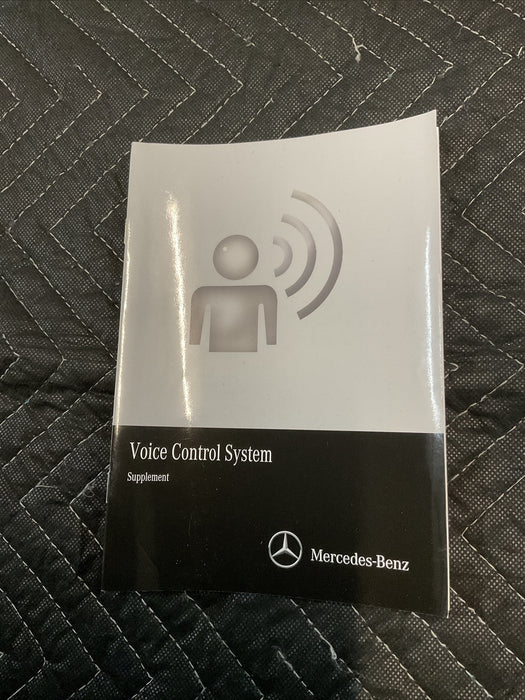 Voice Control System
Supplement
Mercedes-Benz